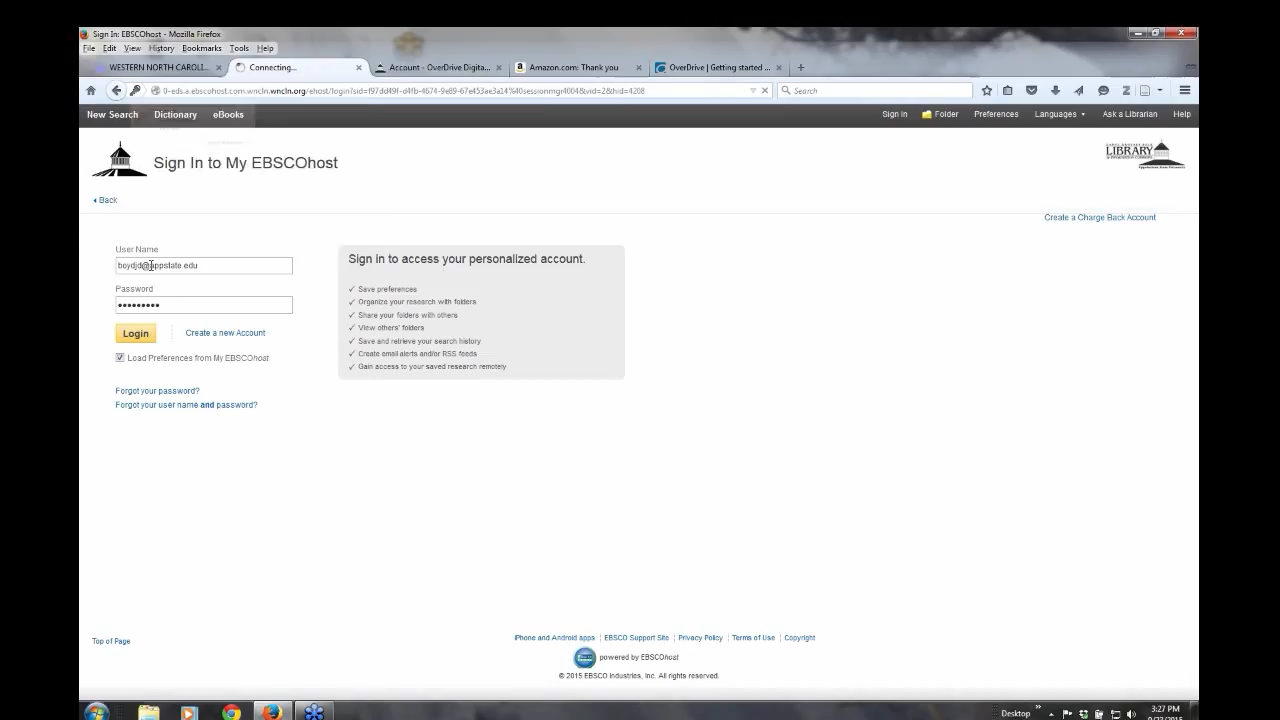 Sign In: EBSCOhost - Mozilla Firefox
File Edit View History Bookmarks Tools Help
WESTERN NORTH CAROLI... Connecting... Account - OverDrive Digita... Amazon.com: Thank you OverDrive | Getting started ...
Search
New Search Dictionary eBooks Sign In Folder Preferences Languages Ask a Librarian Help
Sign In to My EBSCOhost
LIBRARY
Back
Create a Charge Back Account
User Name
boydjd@appstate.edu
Password
Login Create a new Account
Load Preferences from My EBSCOhost
Forgot your password?
Forgot your user name and password?
Sign in to access your personalized account.
✓ Save preferences
✓ Organize your research with folders
✓ Share your folders with others
✓ View others' folders
✓ Save and retrieve your search history
✓ Create email alerts and/or RSS feeds
✓ Gain access to your saved research remotely
Top of Page
iPhone and Android apps | EBSCO Support Site | Privacy Policy | Terms of Use | Copyright
powered by EBSCOhost
© 2015 EBSCO Industries, Inc. All rights reserved.
Desktop 3:27 PM